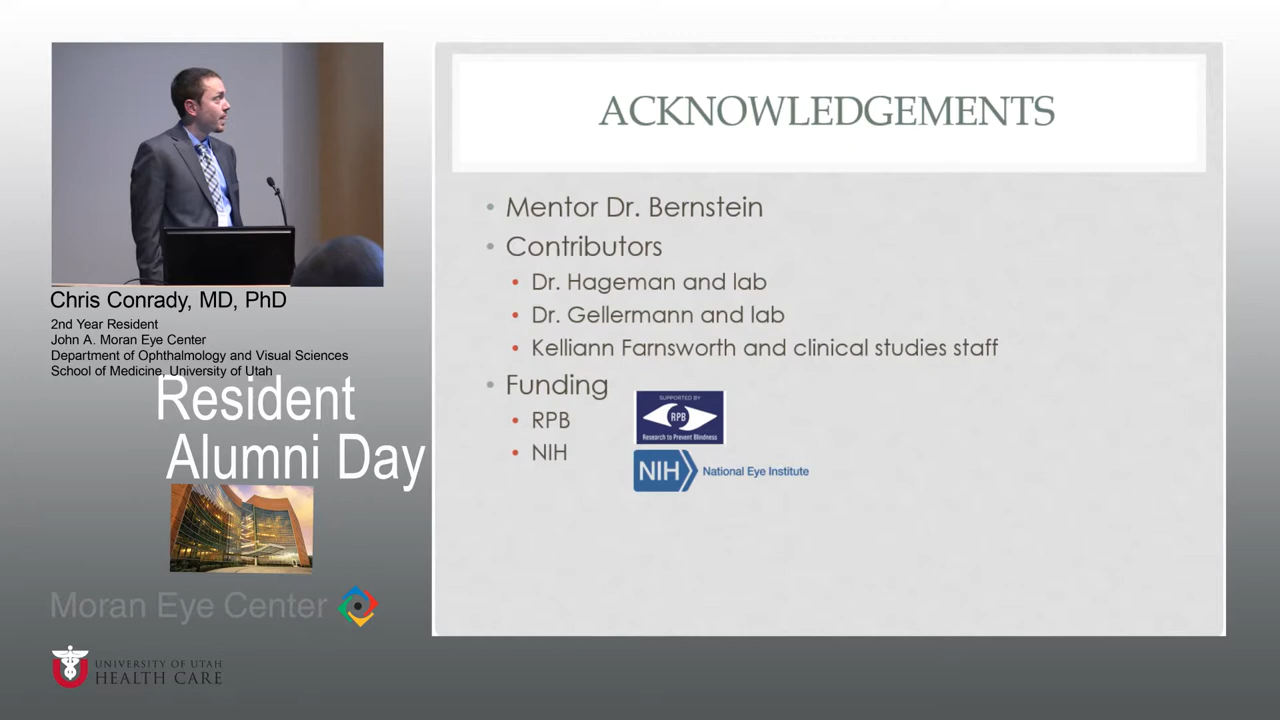 Chris Conrady, MD, PhD
2nd Year Resident
John A. Moran Eye Center
Department of Ophthalmology and Visual Sciences
School of Medicine, University of Utah
Resident
Alumni Day
Moran Eye Center
UNIVERSITY OF UTAH
HEALTH CARE
ACKNOWLEDGEMENTS
• Mentor Dr. Bernstein
• Contributors
• Dr. Hageman and lab
• Dr. Gellermann and lab
• Kelliann Farnsworth and clinical studies staff
• Funding
• RPB
• NIH
SUPPORTED BY
RPB
Research to Prevent Blindness
NIH National Eye Institute